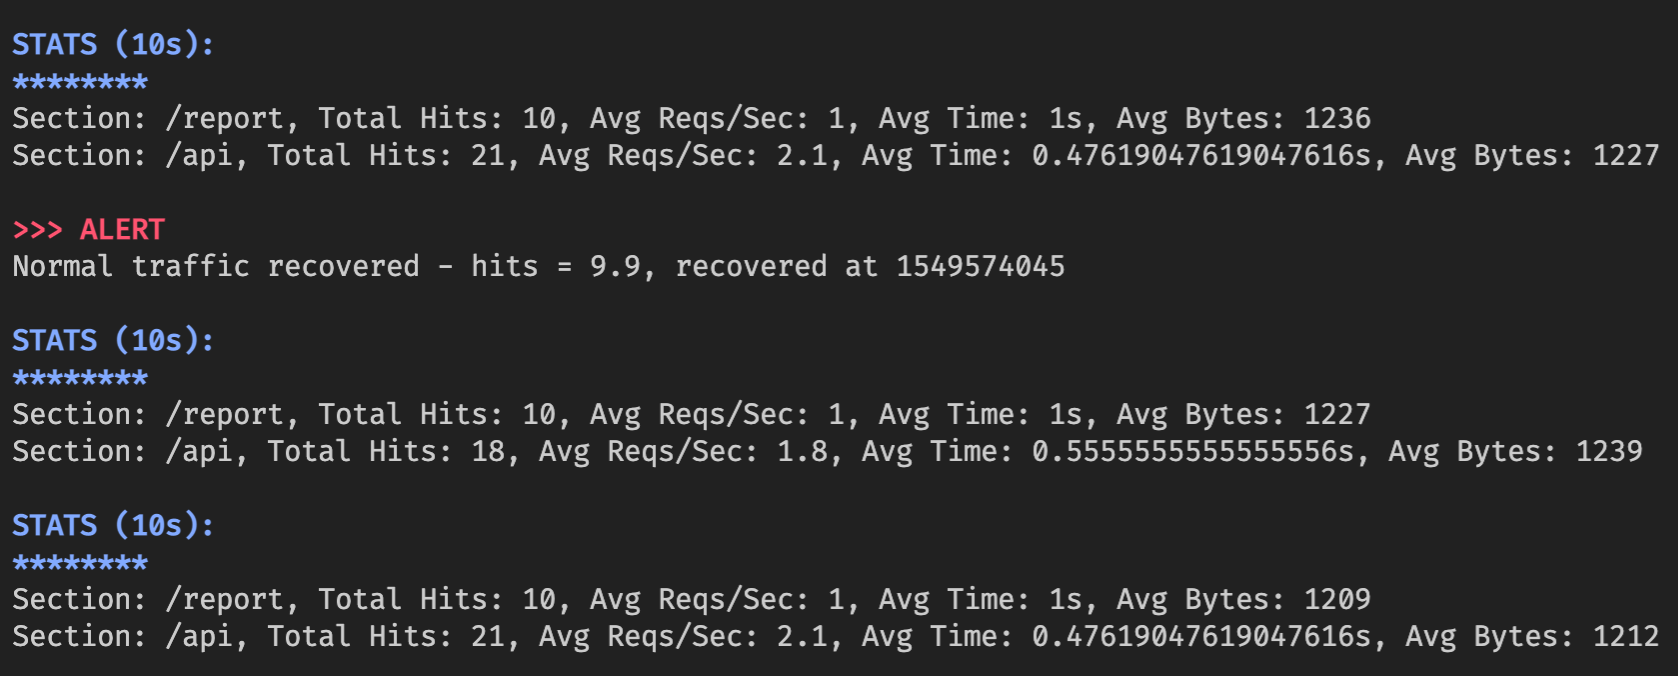 STATS (10s):
********
Section: /report, Total Hits: 10, Avg Reqs/Sec: 1, Avg Time: 1s, Avg Bytes: 1236
Section: /api, Total Hits: 21, Avg Reqs/Sec: 2.1, Avg Time: 0.47619047619047616s, Avg Bytes: 1227
>>> ALERT
Normal traffic recovered - hits = 9.9, recovered at 1549574045
STATS (10s):
********
Section: /report, Total Hits: 10, Avg Reqs/Sec: 1, Avg Time: 1s, Avg Bytes: 1227
Section: /api, Total Hits: 18, Avg Reqs/Sec: 1.8, Avg Time: 0.5555555555555556s, Avg Bytes: 1239
STATS (10s):
********
Section: /report, Total Hits: 10, Avg Reqs/Sec: 1, Avg Time: 1s, Avg Bytes: 1209
Section: /api, Total Hits: 21, Avg Reqs/Sec: 2.1, Avg Time: 0.47619047619047616s, Avg Bytes: 1212